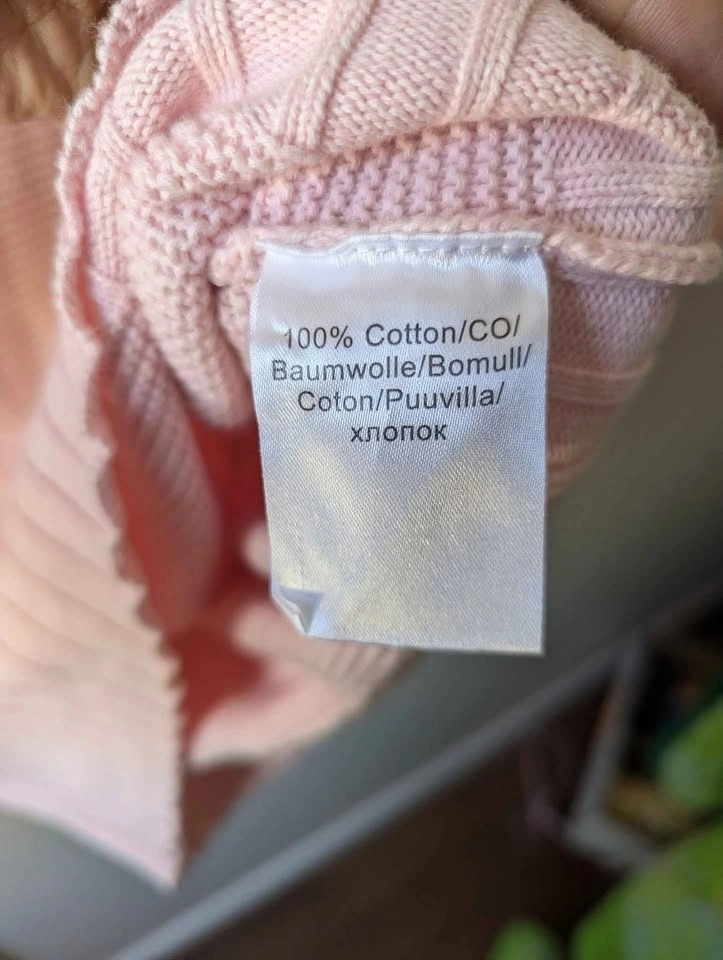 100% Cotton/CO/
Baumwolle/Bomull/
Coton/Puuvilla/
хлопок